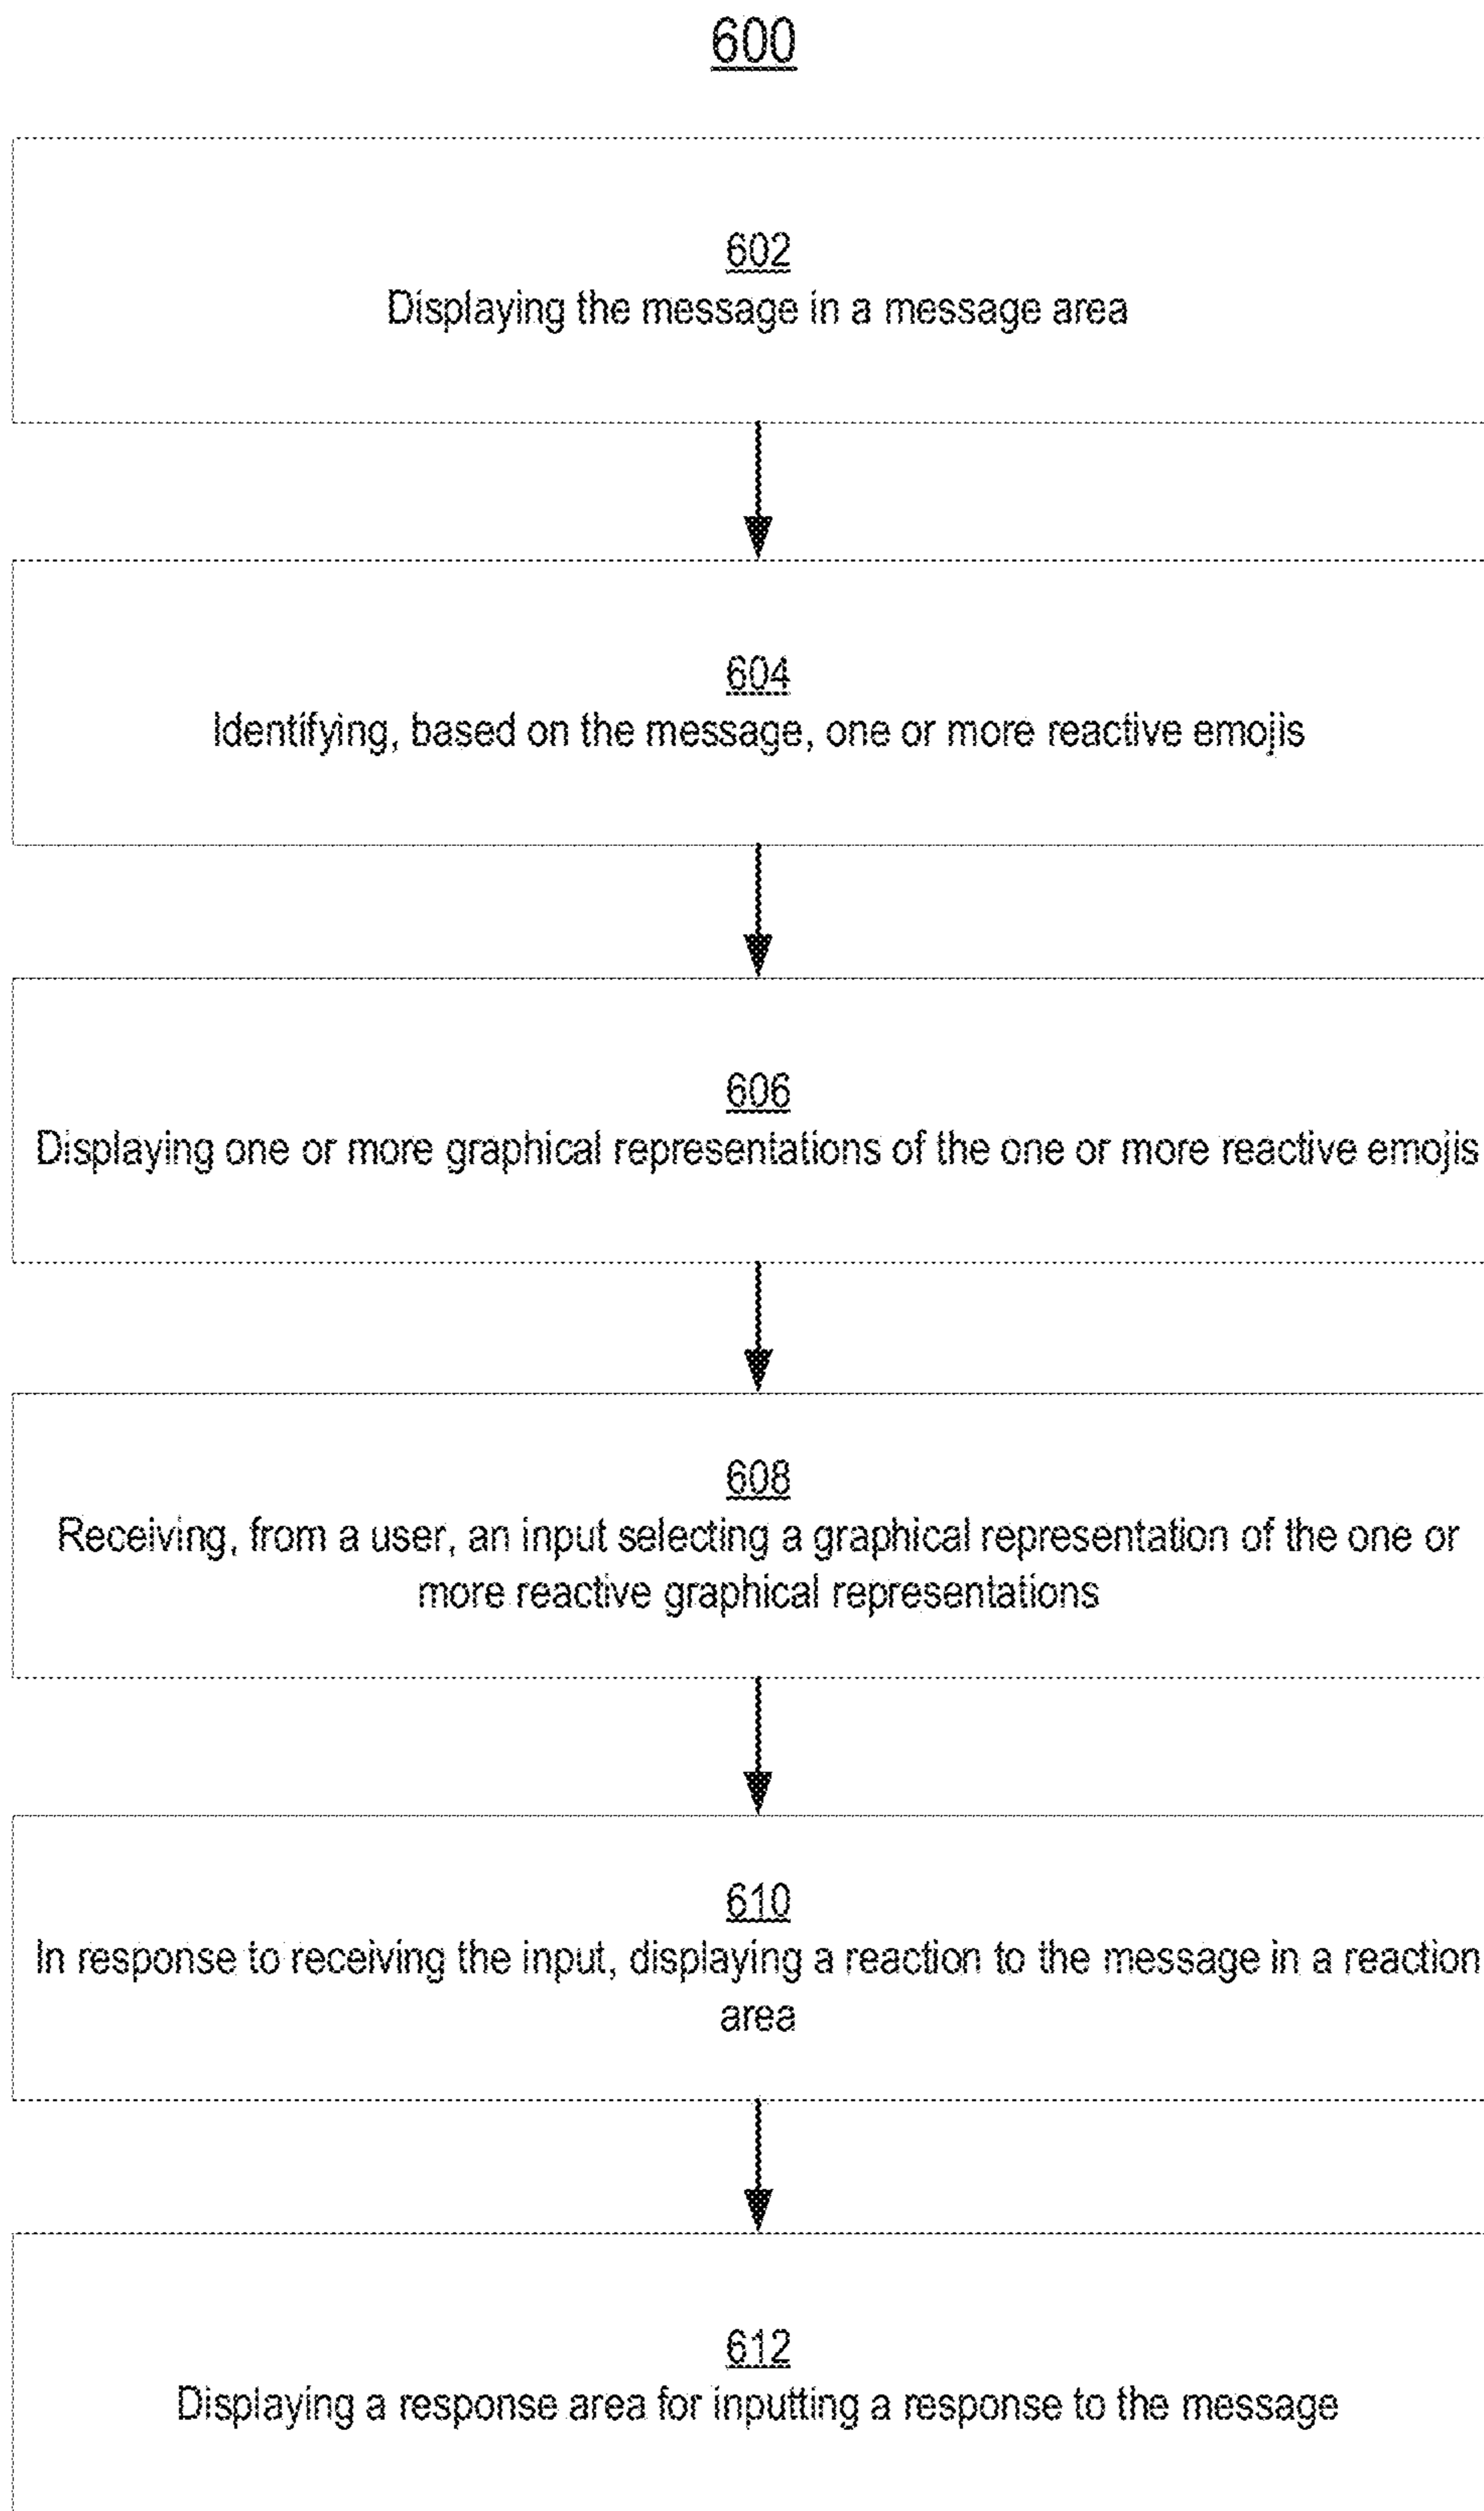 600
602
Displaying the message in a message area
604
Identifying, based on the message, one or more reactive emojis
606
Displaying one or more graphical representations of the one or more reactive emojis
608
Receiving, from a user, an input selecting a graphical representation of the one or
more reactive graphical representations
610
In response to receiving the input, displaying a reaction to the message in a reaction
area
612
Displaying a response area for inputting a response to the message